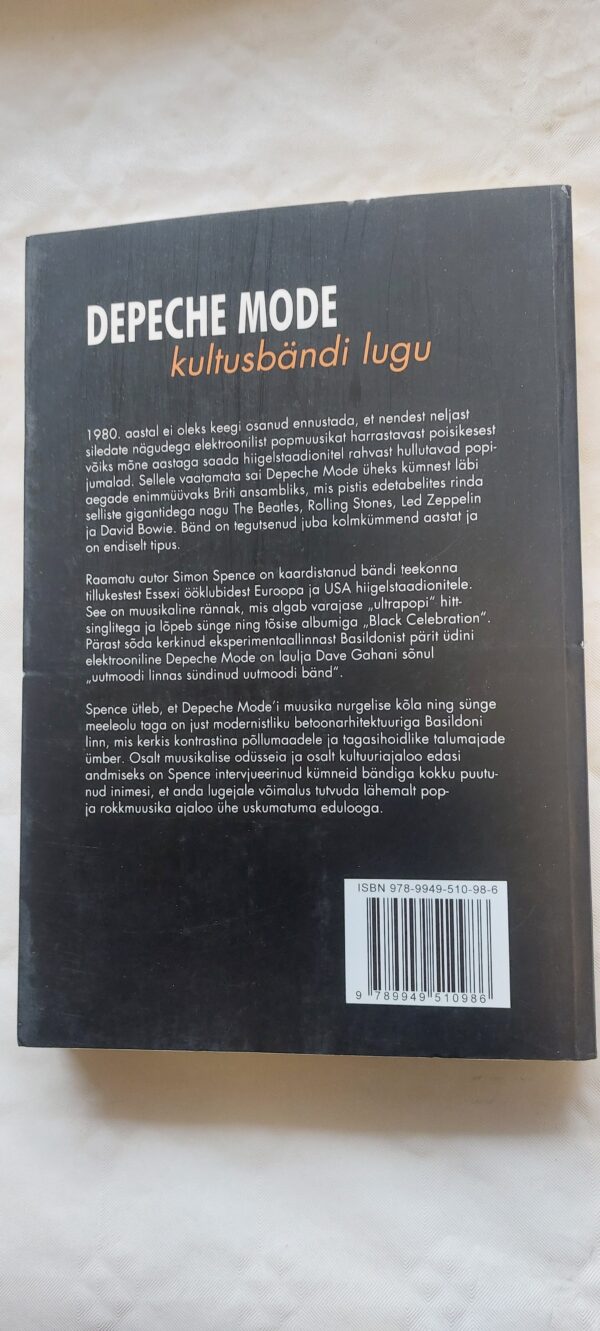 DEPECHE MODE
kultusbändi lugu
1980. aastal ei oleks keegi osanud ennustada, et nendest neljast
siledate nägudega elektroonilist popmuusikat harrastavast poisikesest
võiks mõne aastaga saada hiigelstaadionitel rahvast hullutavad popi-
jumalad. Sellele vaatamata sai Depeche Mode üheks kümnest läbi
aegade enimmüüvaks Briti ansambliks, mis pistis edetabelites rinda
selliste gigantidega nagu The Beatles, Rolling Stones, Led Zeppelin
ja David Bowie. Bänd on tegutsenud juba kolmkümmend aastat ja
on endiselt tipus.
Raamatu autor Simon Spence on kaardistanud bändi teekonna
tillukestest Essexi ööklubidest Euroopa ja USA hiigelstaadionitele.
See on muusikaline rännak, mis algab varajase „ultrapopi“ hitt-
singlitega ja lõpeb sünge ning tõsise albumiga „Black Celebration“.
Pärast sõda kerkinud eksperimentaallinnast Basildonist pärit üdini
elektrooniline Depeche Mode on laulja Dave Gahani sõnul
„uutmoodi linnas sündinud uutmoodi bänd“.
Spence ütleb, et Depeche Mode’i muusika nurgelise kõla ning sünge
meeleolu taga on just modernistliku betoonarhitektuuriga Basildoni
linn, mis kerkis kontrastina põllumaadele ja tagasihoidlike talumajade
ümber. Osalt muusikalise odüsseia ja osalt kultuuriajaloo edasi
andmiseks on Spence intervjueerinud kümneid bändiga kokku puutu-
nud inimesi, et anda lugejale võimalus tutvuda lähemalt pop-
ja rokkmuusika ajaloo ühe uskumatuma edulooga.
ISBN 978-9949-510-98-6
9 789949 510986